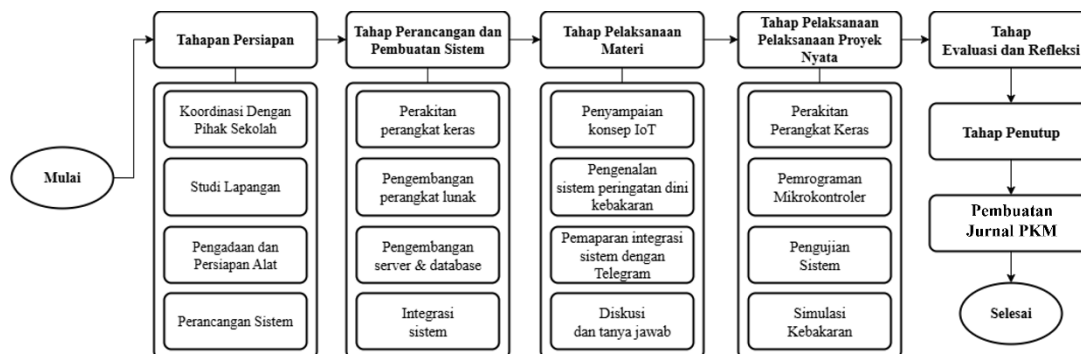 Mulai
Tahapan Persiapan
Koordinasi Dengan
Pihak Sekolah
Studi Lapangan
Pengadaan dan
Persiapan Alat
Perancangan Sistem
Tahap Perancangan dan
Pembuatan Sistem
Perakitan
perangkat keras
Pengembangan
perangkat lunak
Pengembangan
server & database
Integrasi
sistem
Tahap Pelaksanaan
Materi
Penyampaian
konsep IoT
Pengenalan
sistem peringatan dini
kebakaran
Pemaparan integrasi
sistem dengan
Telegram
Diskusi
dan tanya jawab
Tahap Pelaksanaan
Pelaksanaan Proyek
Nyata
Perakitan
Perangkat Keras
Pemrograman
Mikrokontroler
Pengujian
Sistem
Simulasi
Kebakaran
Tahap
Evaluasi dan Refleksi
Tahap Penutup
Pembuatan
Jurnal PKM
Selesai